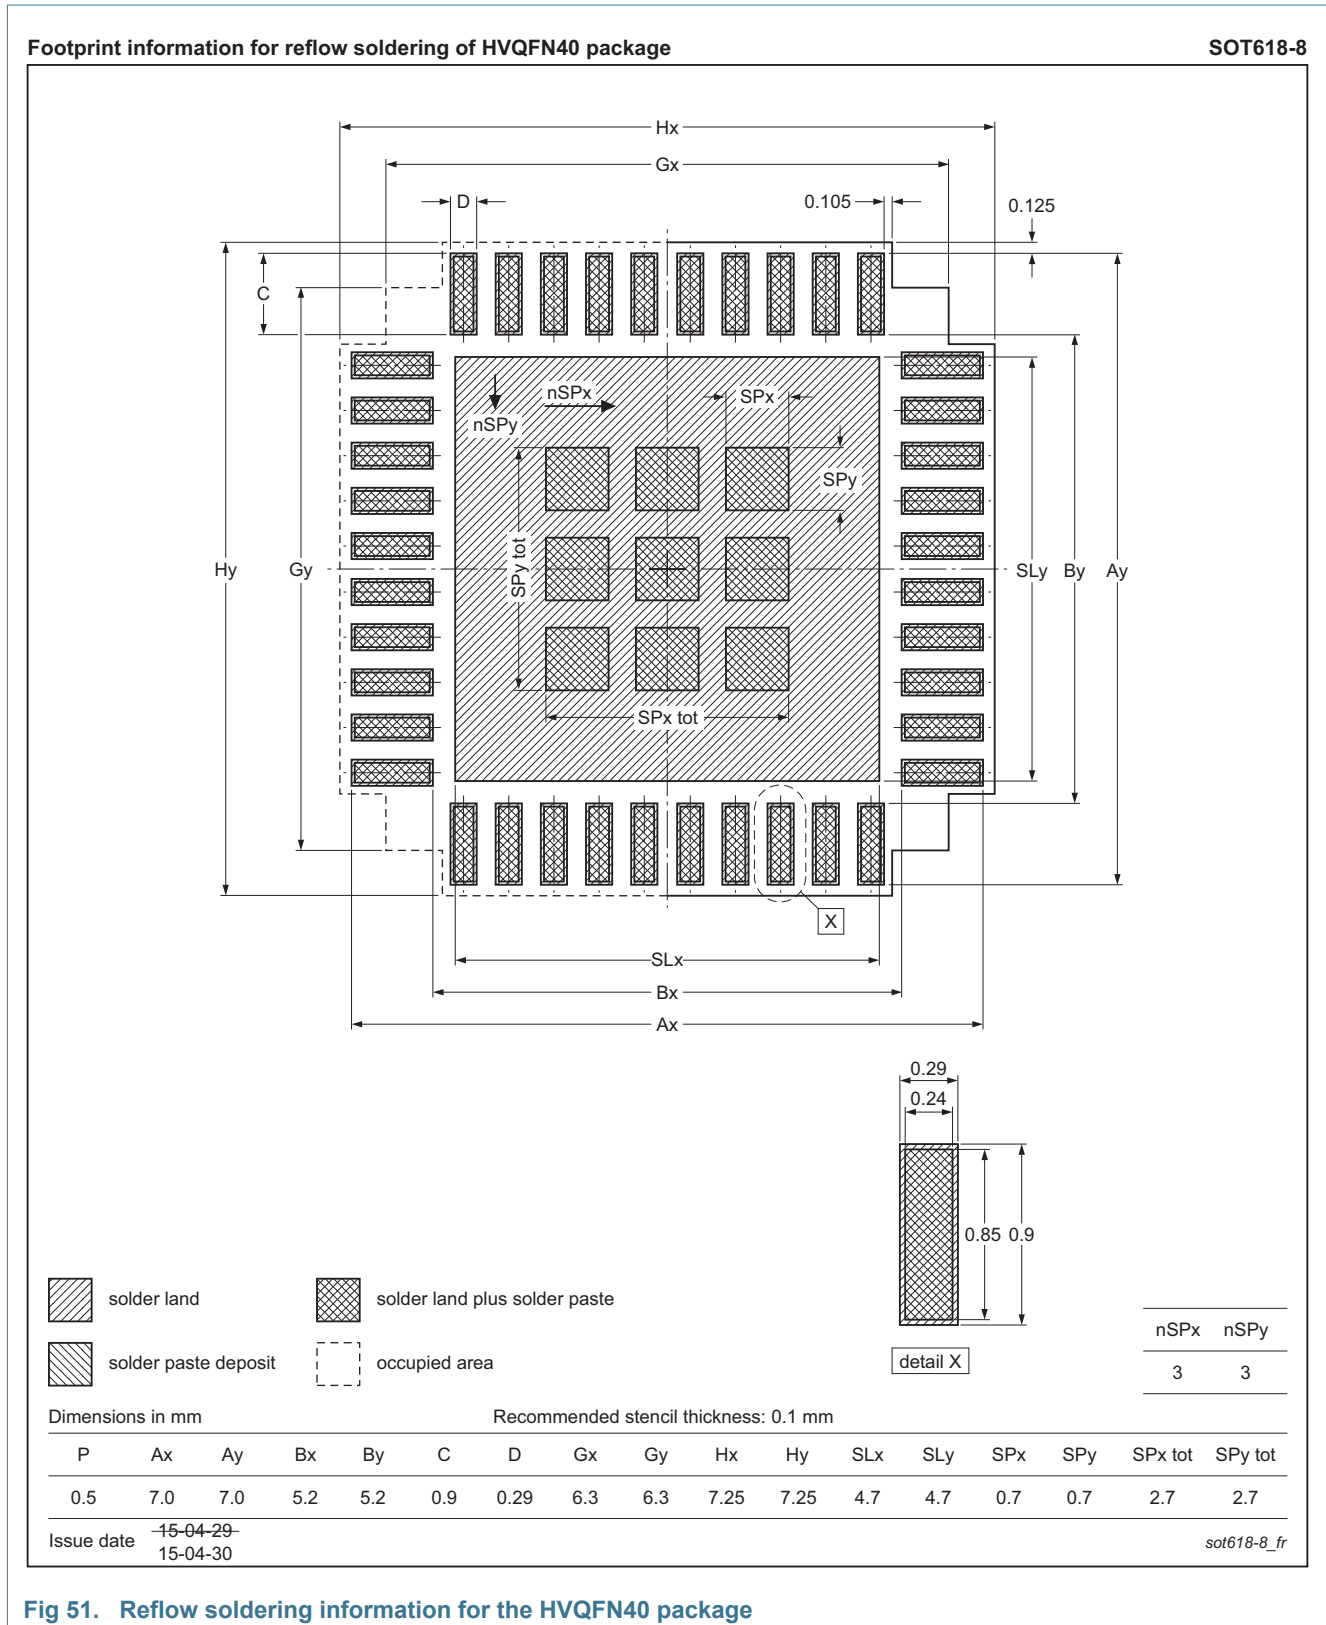 Footprint information for reflow soldering of HVQFN40 package SOT618-8
Hx
Gx
D 0.105 0.125
C
nSPx SPx
nSPy
SPy
SPy tot
Hy Gy SLy By Ay
SPx tot
X
SLx
Bx
Ax
0.29
0.24
0.85 0.9
solder land solder land plus solder paste
nSPx nSPy
solder paste deposit occupied area detail X
3 3
Dimensions in mm Recommended stencil thickness: 0.1 mm
P Ax Ay Bx By C D Gx Gy Hx Hy SLx SLy SPx SPy SPx tot SPy tot
0.5 7.0 7.0 5.2 5.2 0.9 0.29 6.3 6.3 7.25 7.25 4.7 4.7 0.7 0.7 2.7 2.7
15-04-29
Issue date
15-04-30
sot618-8_fr
Fig 51. Reflow soldering information for the HVQFN40 package